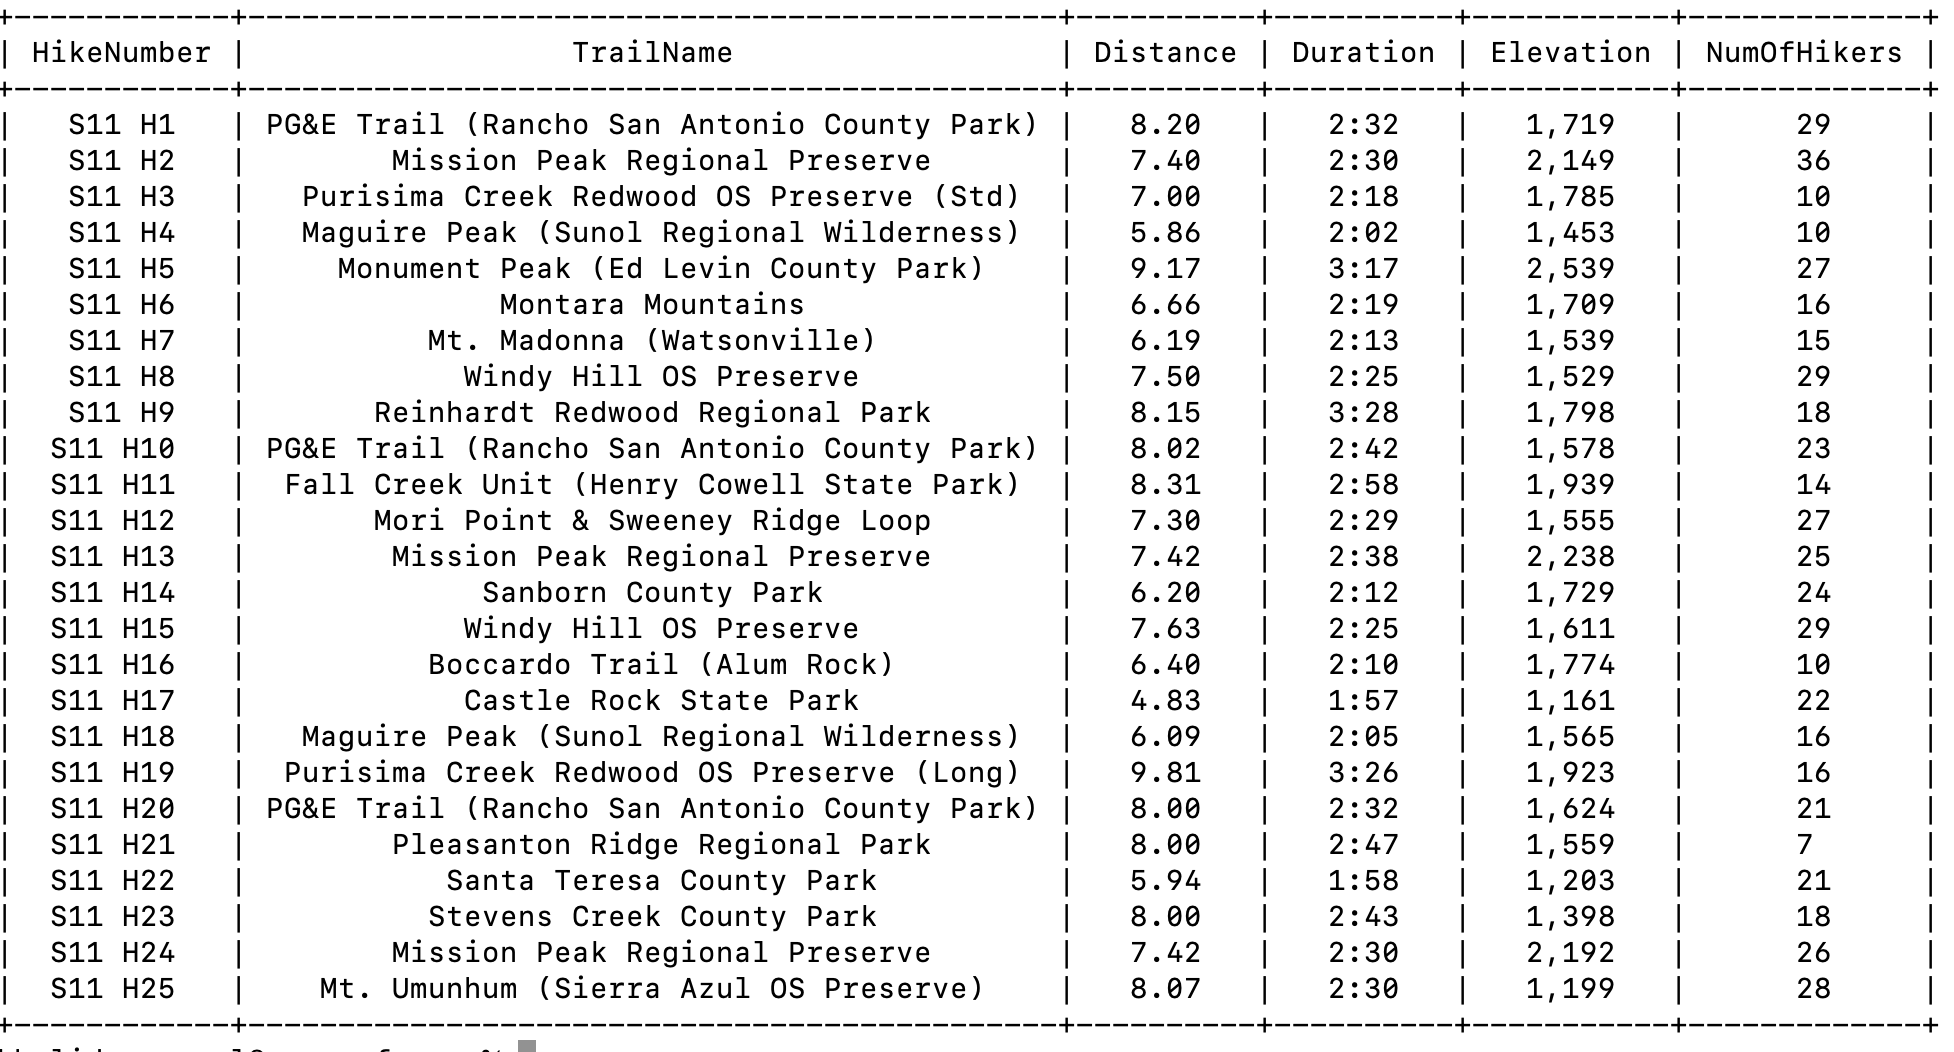 | HikeNumber | TrailName | Distance | Duration | Elevation | NumOfHikers |
| S11 H1 | PG&E Trail (Rancho San Antonio County Park) | 8.20 | 2:32 | 1,719 | 29 |
| S11 H2 | Mission Peak Regional Preserve | 7.40 | 2:30 | 2,149 | 36 |
| S11 H3 | Purisima Creek Redwood OS Preserve (Std) | 7.00 | 2:18 | 1,785 | 10 |
| S11 H4 | Maguire Peak (Sunol Regional Wilderness) | 5.86 | 2:02 | 1,453 | 10 |
| S11 H5 | Monument Peak (Ed Levin County Park) | 9.17 | 3:17 | 2,539 | 27 |
| S11 H6 | Montara Mountains | 6.66 | 2:19 | 1,709 | 16 |
| S11 H7 | Mt. Madonna (Watsonville) | 6.19 | 2:13 | 1,539 | 15 |
| S11 H8 | Windy Hill OS Preserve | 7.50 | 2:25 | 1,529 | 29 |
| S11 H9 | Reinhardt Redwood Regional Park | 8.15 | 3:28 | 1,798 | 18 |
| S11 H10 | PG&E Trail (Rancho San Antonio County Park) | 8.02 | 2:42 | 1,578 | 23 |
| S11 H11 | Fall Creek Unit (Henry Cowell State Park) | 8.31 | 2:58 | 1,939 | 14 |
| S11 H12 | Mori Point & Sweeney Ridge Loop | 7.30 | 2:29 | 1,555 | 27 |
| S11 H13 | Mission Peak Regional Preserve | 7.42 | 2:38 | 2,238 | 25 |
| S11 H14 | Sanborn County Park | 6.20 | 2:12 | 1,729 | 24 |
| S11 H15 | Windy Hill OS Preserve | 7.63 | 2:25 | 1,611 | 29 |
| S11 H16 | Boccardo Trail (Alum Rock) | 6.40 | 2:10 | 1,774 | 10 |
| S11 H17 | Castle Rock State Park | 4.83 | 1:57 | 1,161 | 22 |
| S11 H18 | Maguire Peak (Sunol Regional Wilderness) | 6.09 | 2:05 | 1,565 | 16 |
| S11 H19 | Purisima Creek Redwood OS Preserve (Long) | 9.81 | 3:26 | 1,923 | 16 |
| S11 H20 | PG&E Trail (Rancho San Antonio County Park) | 8.00 | 2:32 | 1,624 | 21 |
| S11 H21 | Pleasanton Ridge Regional Park | 8.00 | 2:47 | 1,559 | 7 |
| S11 H22 | Santa Teresa County Park | 5.94 | 1:58 | 1,203 | 21 |
| S11 H23 | Stevens Creek County Park | 8.00 | 2:43 | 1,398 | 18 |
| S11 H24 | Mission Peak Regional Preserve | 7.42 | 2:30 | 2,192 | 26 |
| S11 H25 | Mt. Umunhum (Sierra Azul OS Preserve) | 8.07 | 2:30 | 1,199 | 28 |